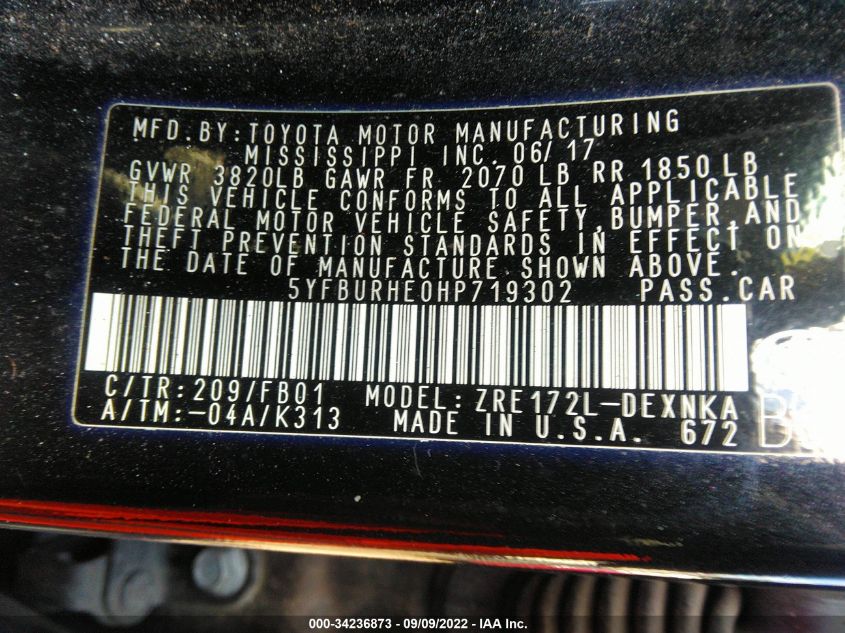 MFD.BY:TOYOTA MOTOR MANUFACTURING
MISSISSIPPI INC. 06/17
GVWR 3820LB GAWR FR 2070 LB RR 1850 LB
THIS VEHICLE CONFORMS TO ALL APPLICABLE
FEDERAL MOTOR VEHICLE SAFETY,BUMPER,AND
THEFT PREVENTION STANDARDS IN EFFECT ON
THE DATE OF MANUFACTURE SHOWN ABOVE.
5YFBURHE0HP719302 PASS.CAR
C/TR:209/FB01 MODEL:ZRE172L-DEXNKA
A/TM:-04A/K313 MADE IN U.S.A. 672
000-34236873 - 09/09/2022 - IAA Inc.